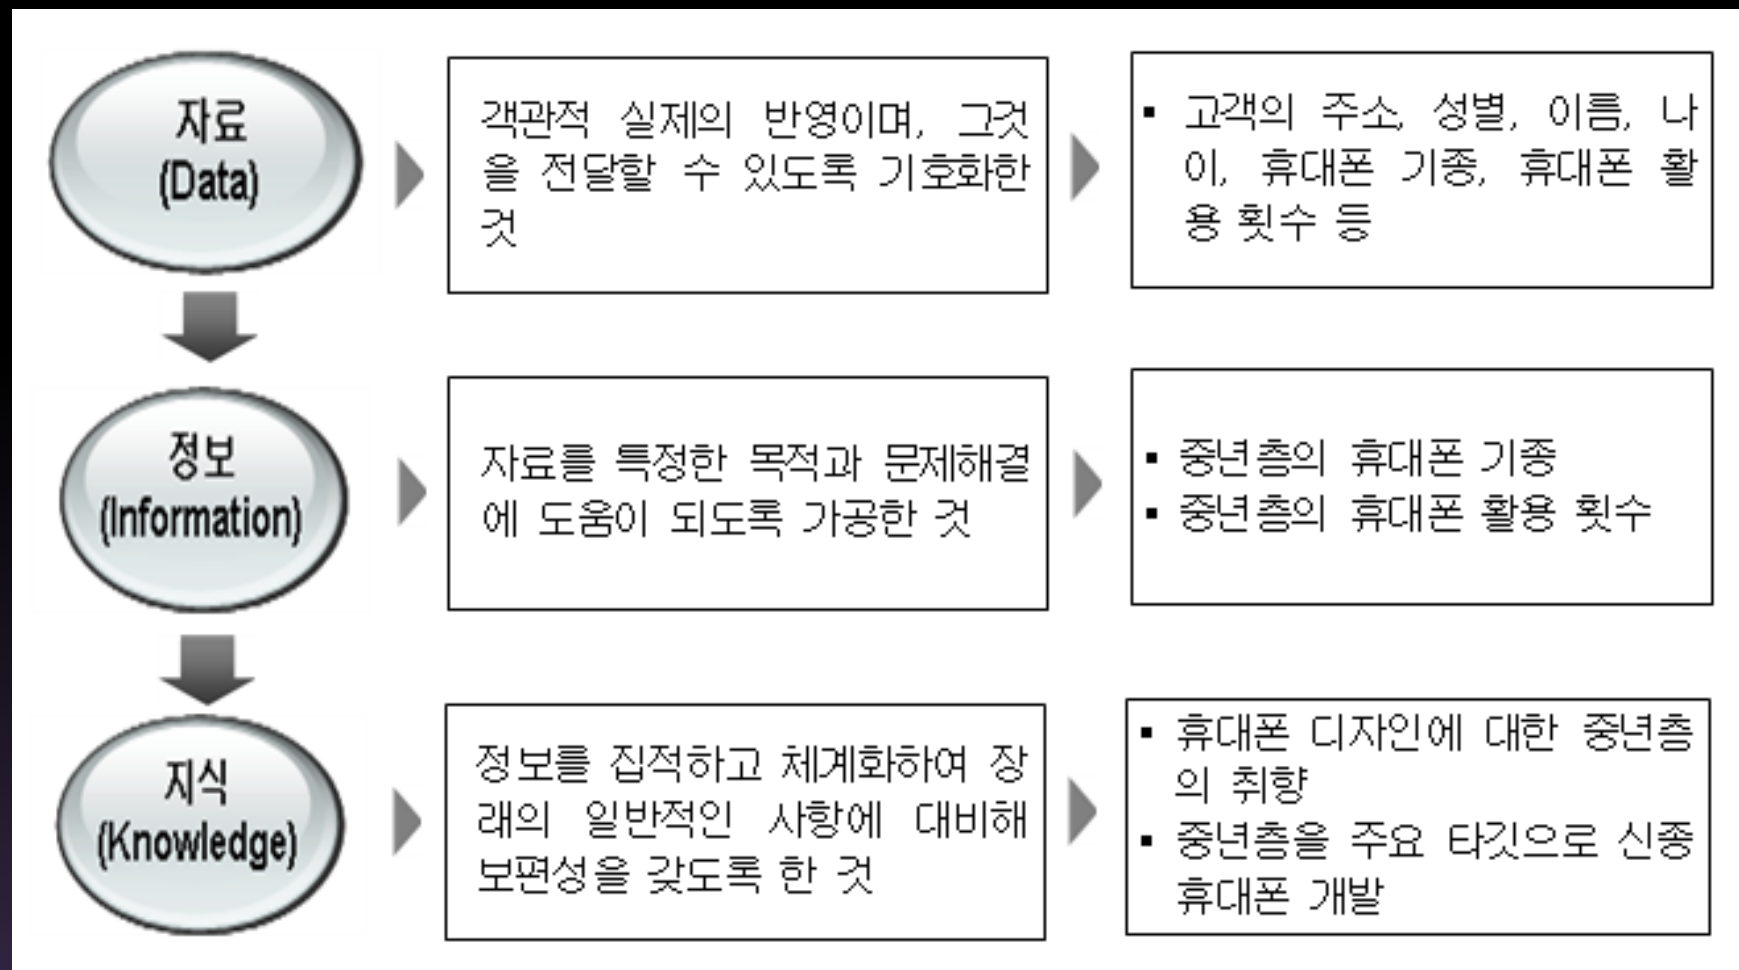 자료
(Data)
객관적 실제의 반영이며, 그것
을 전달할 수 있도록 기호화한
것
▪ 고객의 주소, 성별, 이름, 나
이, 휴대폰 기종, 휴대폰 활
용 횟수 등
정보
(Information)
자료를 특정한 목적과 문제해결
에 도움이 되도록 가공한 것
▪ 중년층의 휴대폰 기종
▪ 중년층의 휴대폰 활용 횟수
지식
(Knowledge)
정보를 집적하고 체계화하여 장
래의 일반적인 사항에 대비해
보편성을 갖도록 한 것
▪ 휴대폰 디자인에 대한 중년층
의 취향
▪ 중년층을 주요 타깃으로 신종
휴대폰 개발